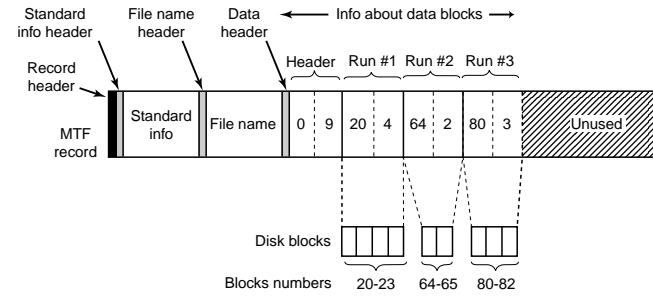 Standard info header
File name header
Data header
Info about data blocks
Record header
Header
Run #1
Run #2
Run #3
MTF record
Standard info
File name
0 9 20 4 64 2 80 3
Unused
Disk blocks
Blocks numbers
20-23
64-65
80-82